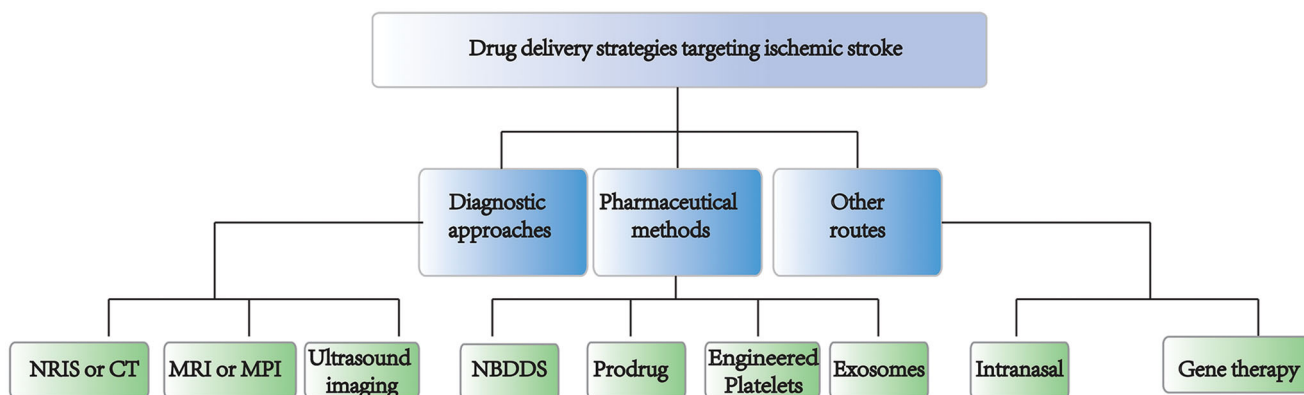 Drug delivery strategies targeting ischemic stroke
Diagnostic
approaches
Pharmaceutical
methods
Other
routes
NRIS or CT
MRI or MPI
Ultrasound
imaging
NBDDS
Prodrug
Engineered
Platelets
Exosomes
Intranasal
Gene therapy